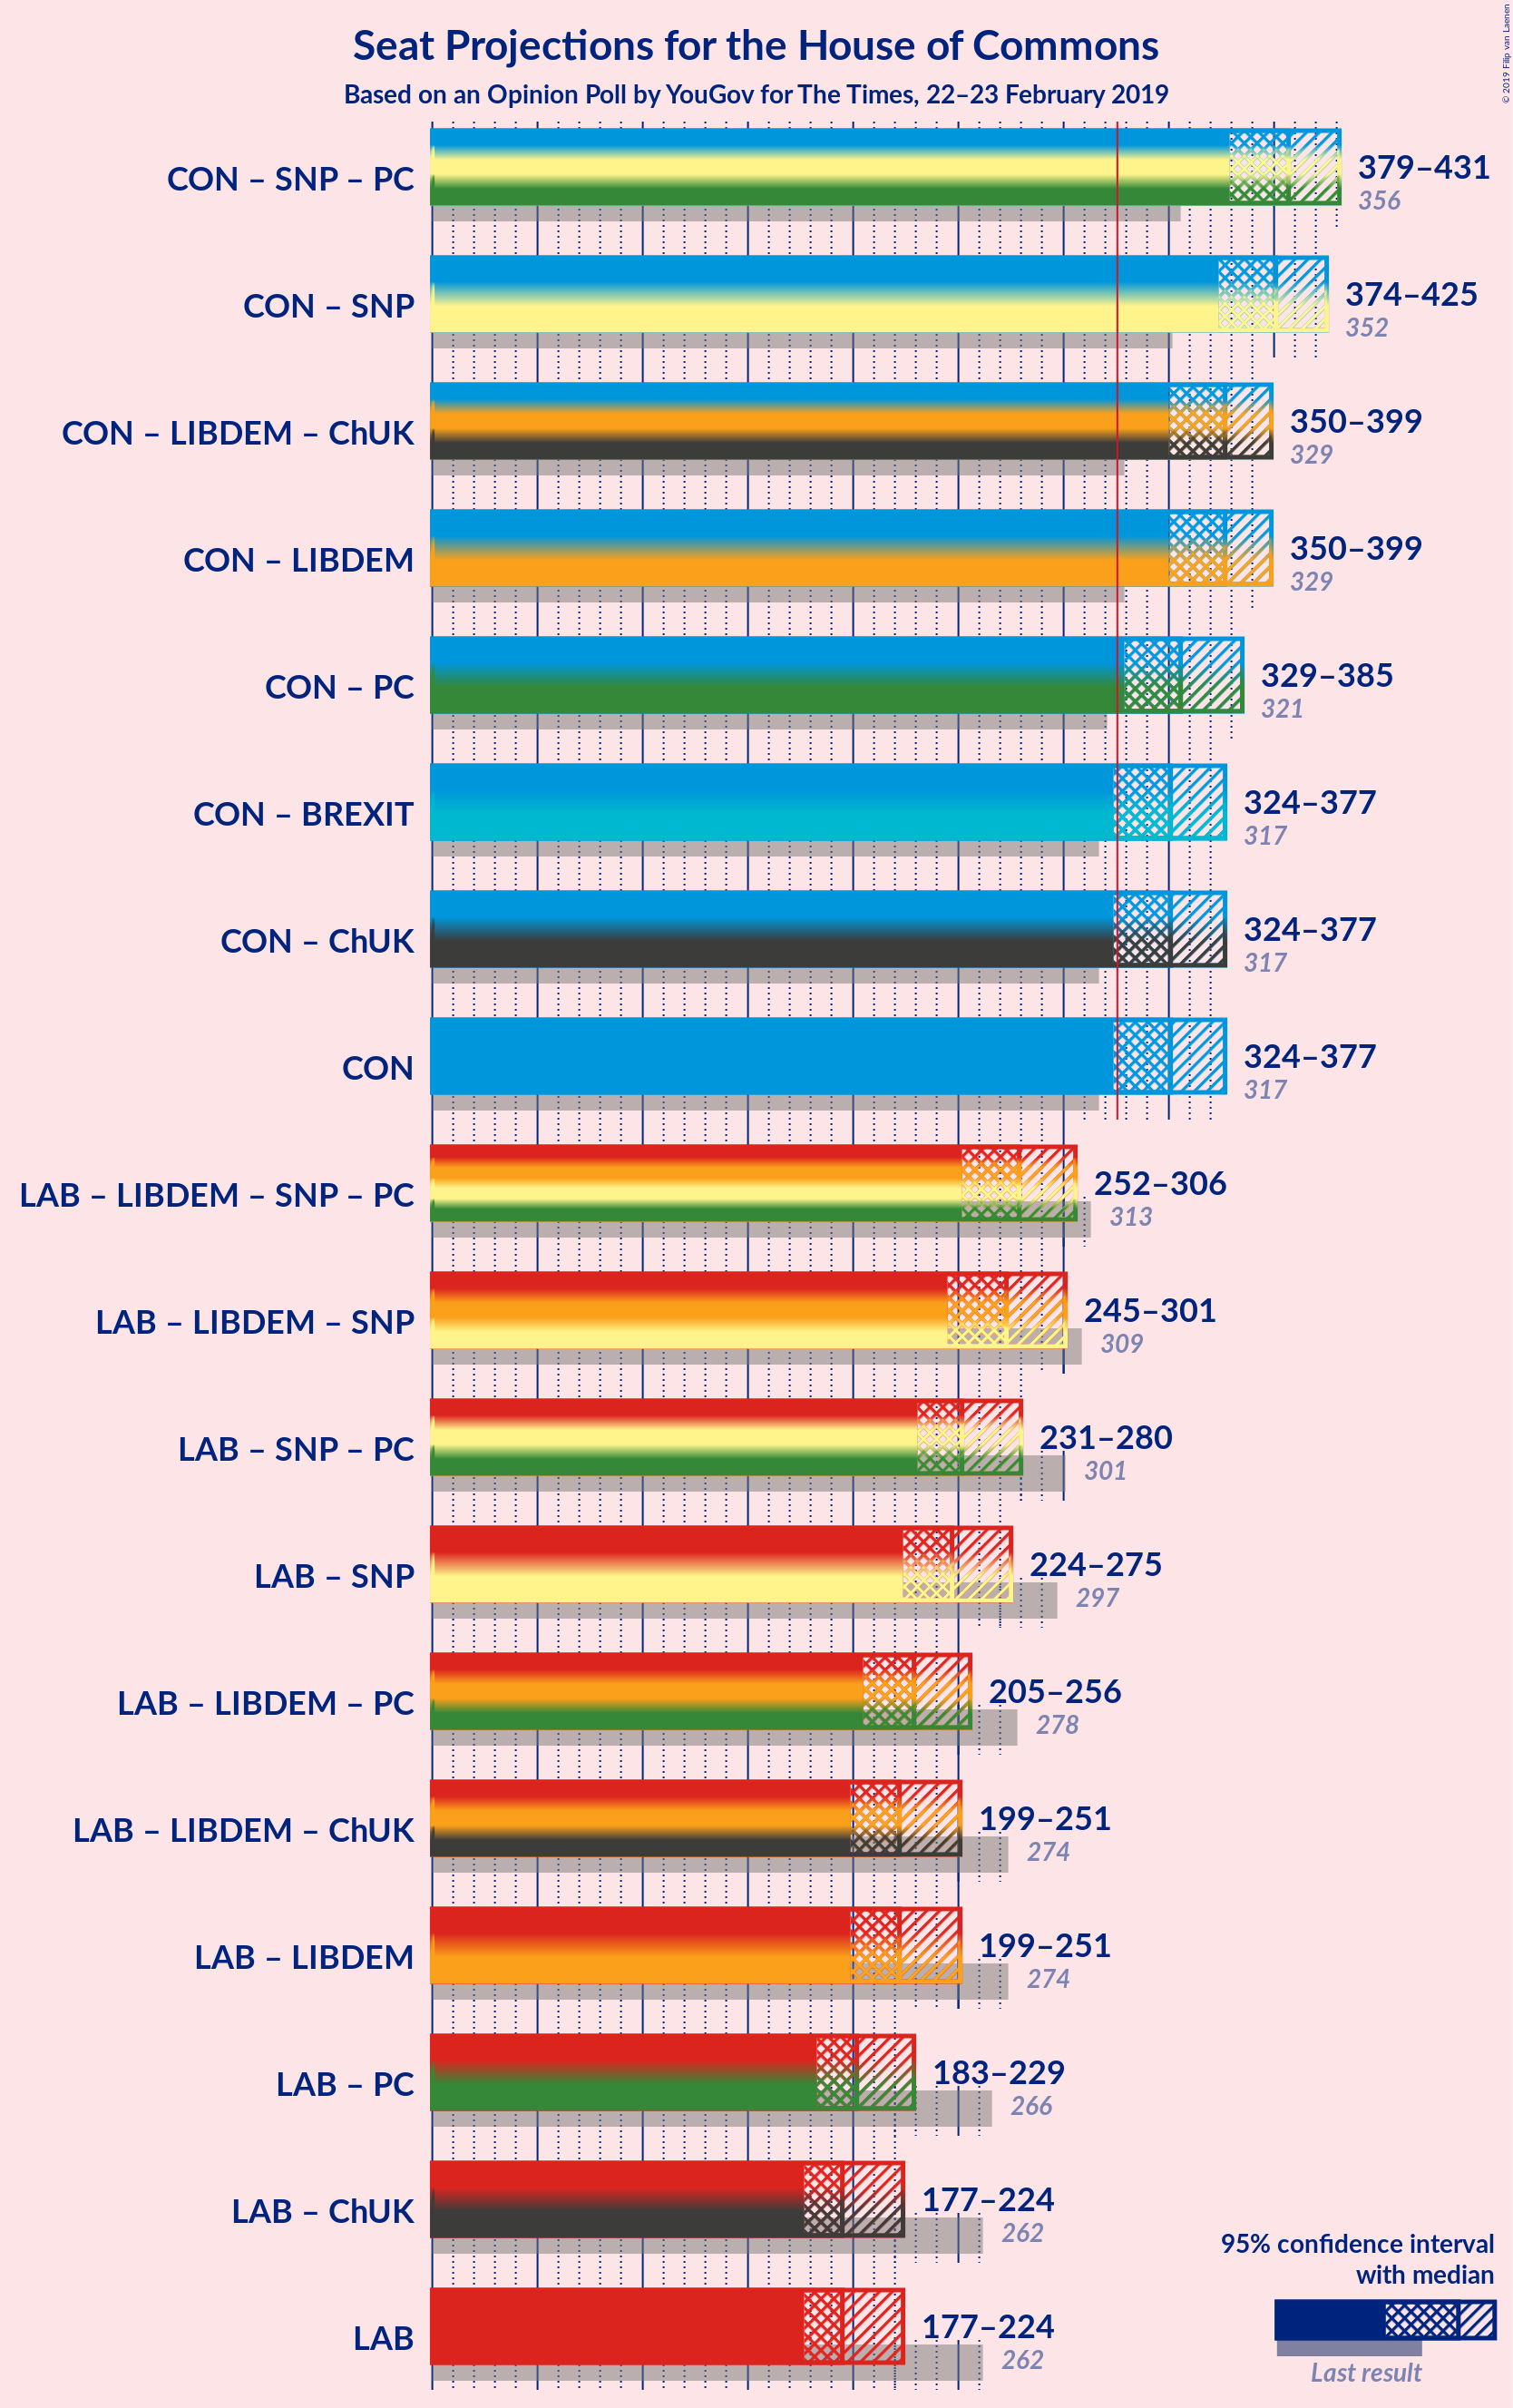 © 2019 Filip van Laenen
Seat Projections for the House of Commons
Based on an Opinion Poll by YouGov for The Times, 22–23 February 2019
CON – SNP – PC
379–431
356
CON – SNP
374–425
352
CON – LIBDEM – ChUK
350–399
329
CON – LIBDEM
350–399
329
CON – PC
329–385
321
CON – BREXIT
324–377
317
CON – ChUK
324–377
317
CON
324–377
317
LAB – LIBDEM – SNP – PC
252–306
313
LAB – LIBDEM – SNP
245–301
309
LAB – SNP – PC
231–280
301
LAB – SNP
224–275
297
LAB – LIBDEM – PC
205–256
278
LAB – LIBDEM – ChUK
199–251
274
LAB – LIBDEM
199–251
274
LAB – PC
183–229
266
LAB – ChUK
177–224
262
LAB
177–224
262
95% confidence interval
with median
Last result